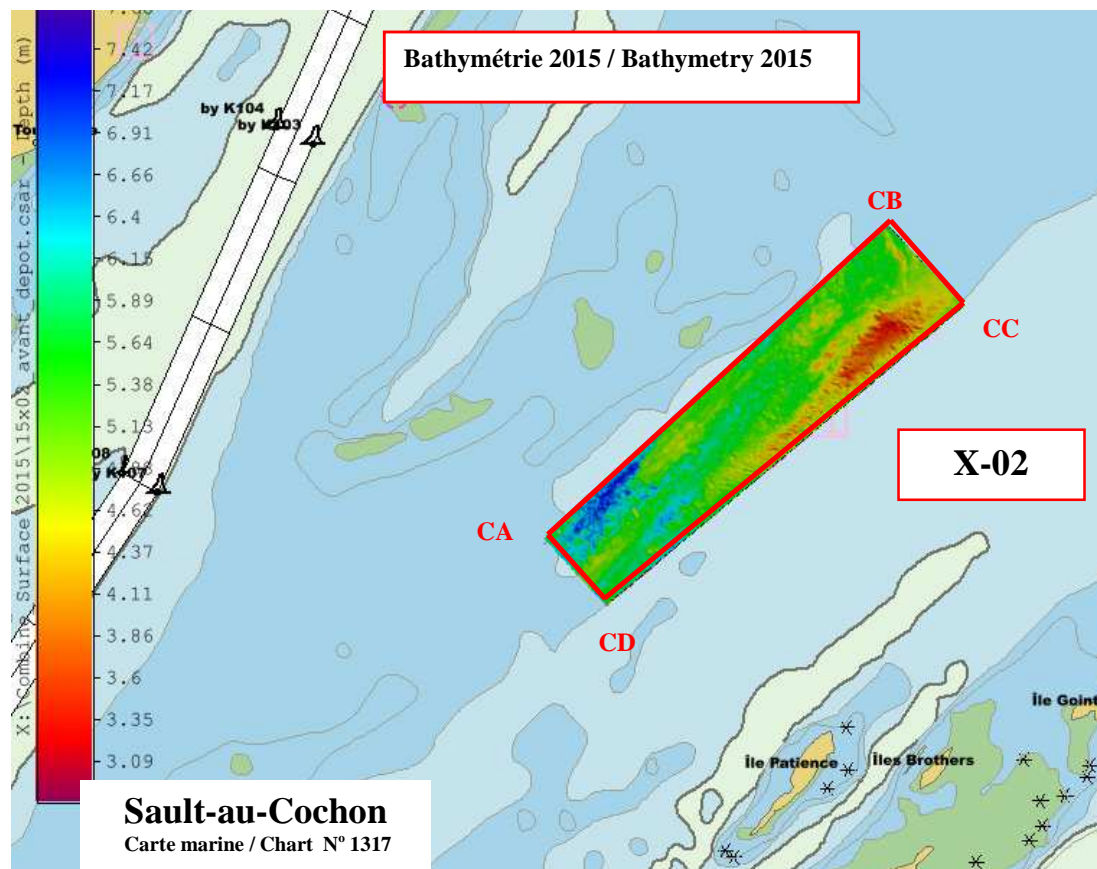 Bathymétrie 2015 / Bathymetry 2015
by K104
by K103
7.42
7.17
6.91
6.66
6.4
6.15
5.89
5.64
5.38
5.13
4.62
4.37
4.11
3.86
3.6
3.35
3.09
CB
CC
CA
CD
X-02
Île Patience
Îles Brothers
Île Goint
Sault-au-Cochon
Carte marine / Chart Nº 1317